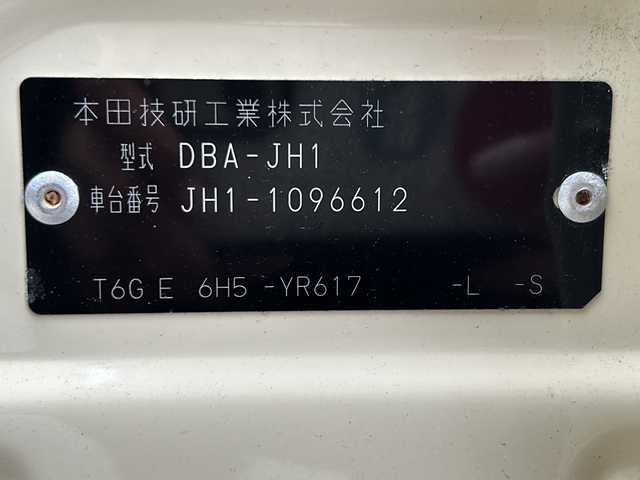 本田技研工業株式会社
型式 DBA-JH1
車台番号 JH1-1096612
T6G E 6H5 -YR617 -L -S